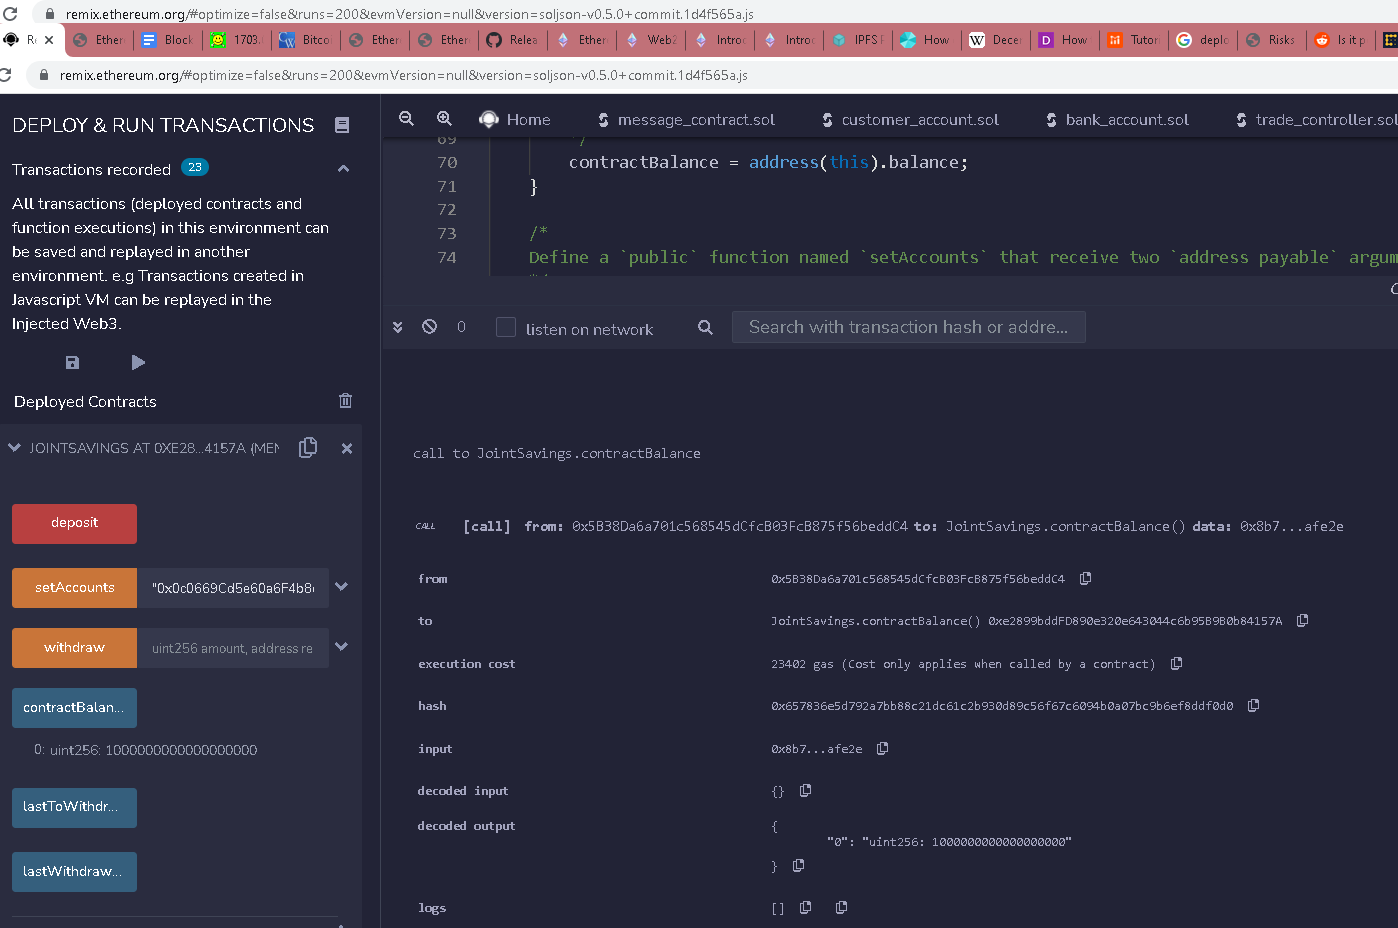 remix.ethereum.org/#optimize=false&runs=200&evmVersion=null&version=soljson-v0.5.0+commit.1d4f565a.js
Re Ether Block 1703. Bitco Ether Ether Relea Ether Web2 Introd Introd IPFS How Dece How Tutori deplo Risks Is it p
remix.ethereum.org/#optimize=false&runs=200&evmVersion=null&version=soljson-v0.5.0+commit.1d4f565a.js
DEPLOY & RUN TRANSACTIONS
Transactions recorded 23
All transactions (deployed contracts and
function executions) in this environment can
be saved and replayed in another
environment. e.g Transactions created in
Javascript VM can be replayed in the
Injected Web3.
Deployed Contracts
JOINTSAVINGS AT 0XE28...4157A (MEM
deposit
setAccounts "0x0c0669Cd5e60a6F4b8
withdraw uint256 amount, address re
contractBalan...
0: uint256: 1000000000000000000
lastToWithdr...
lastWithdraw...
Home message_contract.sol customer_account.sol bank_account.sol trade_controller.sol
69 */
70 contractBalance = address(this).balance;
71 }
72
73 /*
74 Define a `public` function named `setAccounts` that receive two `address payable` argum
0 listen on network Search with transaction hash or addre...
call to JointSavings.contractBalance
CALL [call] from: 0x5B38Da6a701c568545dCfcB03FcB875f56beddC4 to: JointSavings.contractBalance() data: 0x8b7...afe2e
from 0x5B38Da6a701c568545dCfcB03FcB875f56beddC4
to JointSavings.contractBalance() 0xe2899bddFD890e320e643044c6b95B9B0b84157A
execution cost 23402 gas (Cost only applies when called by a contract)
hash 0x657836e5d792a7bb88c21dc61c2b930d89c56f67c6094b0a07bc9b6ef8ddf0d0
input 0x8b7...afe2e
decoded input {}
decoded output {
"0": "uint256: 1000000000000000000"
}
logs []